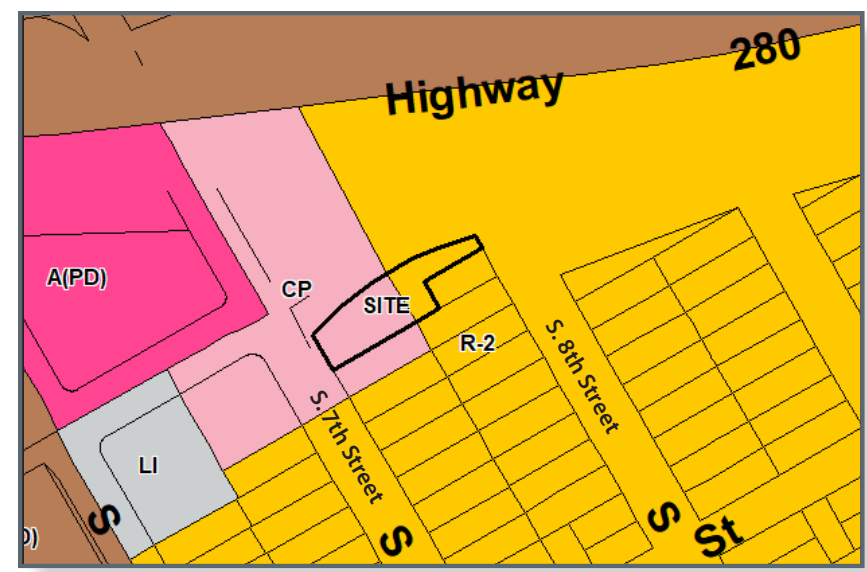 280
Highway
A(PD)
CP
SITE
R-2
S. 8th Street
S. 7th Street
LI
S
S
S
St
D)